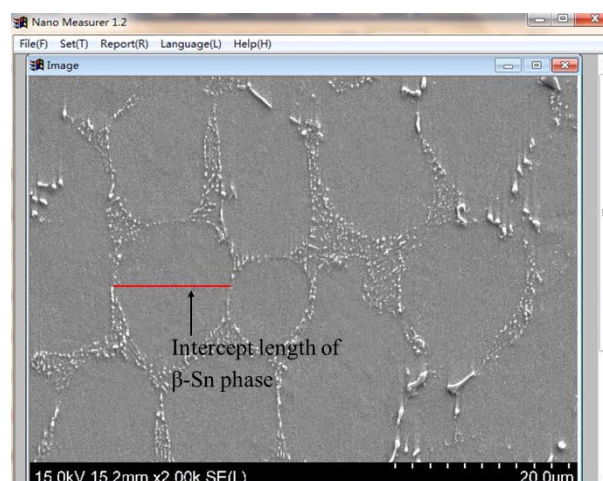 Nano Measurer 1.2
File(F) Set(T) Report(R) Language(L) Help(H)
Image
Intercept length of
β-Sn phase
15.0kV 15.2mm x2.00k SE(L) 20.0um